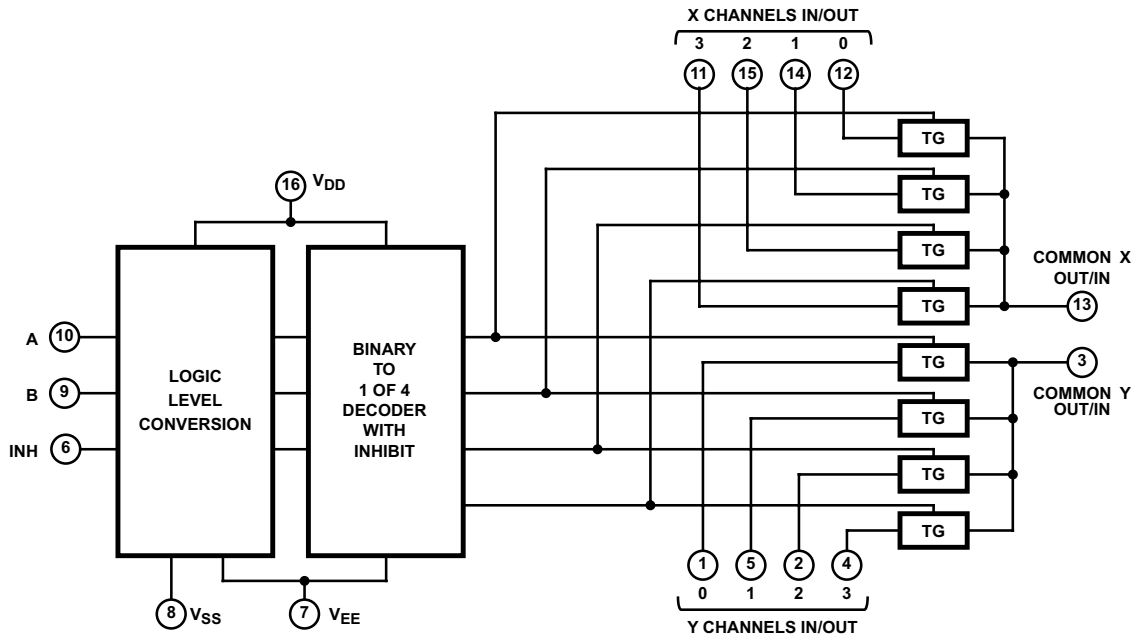 X CHANNELS IN/OUT
3 2 1 0
11 15 14 12
TG
16 VDD
TG
TG
COMMON X
OUT/IN
TG
13
A 10
LOGIC
LEVEL
CONVERSION
BINARY
TO
1 OF 4
DECODER
WITH
INHIBIT
TG
3
B 9
COMMON Y
OUT/IN
TG
INH 6
TG
TG
1 5 2 4
0 1 2 3
8 VSS
7 VEE
Y CHANNELS IN/OUT